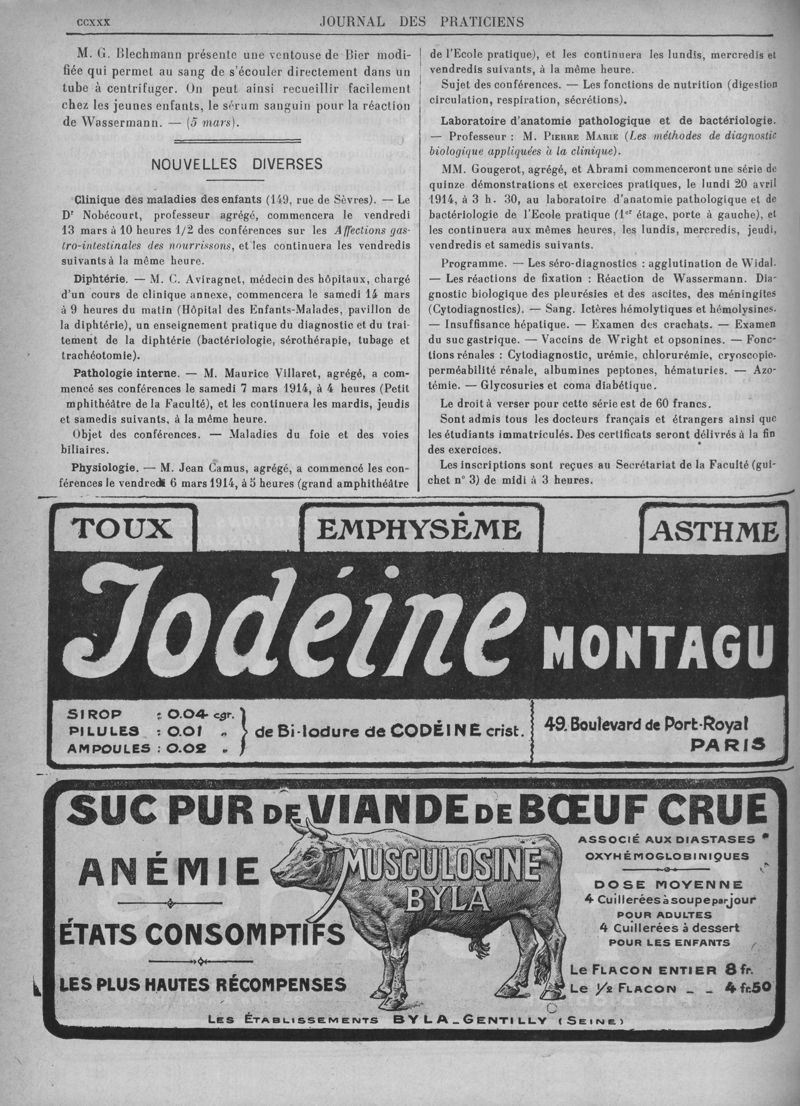 CCXXX
JOURNAL DES PRATICIENS
M. G. Blechmann présente une ventouse de Bier modi-
fiée qui permet au sang de s'écouler directement dans un
tube à centrifuger. On peut ainsi recueillir facilement
chez les jeunes enfants, le sérum sanguin pour la réaction
de Wassermann. — (5 mars).
NOUVELLES DIVERSES
Clinique des maladies des enfants (149, rue de Sèvres). — Le
Dr Nobécourt, professeur agrégé, commencera le vendredi
13 mars à 10 heures 1/2 des conférences sur les Affections gas-
tro-intestinales des nourrissons, et les continuera les vendredis
suivants à la même heure.
Diphtérie. — M. C. Aviragnet, médecin des hôpitaux, chargé
d'un cours de clinique annexe, commencera le samedi 14 mars
à 9 heures du matin (Hôpital des Enfants-Malades, pavillon de
la diphtérie), un enseignement pratique du diagnostic et du trai-
tement de la diphtérie (bactériologie, sérothérapie, tubage et
trachéotomie).
Pathologie interne. — M. Maurice Villaret, agrégé, a com-
mencé ses conférences le samedi 7 mars 1914, à 4 heures (Petit
mphithéâtre de la Faculté), et les continuera les mardis, jeudis
et samedis suivants, à la même heure.
Objet des conférences. — Maladies du foie et des voies
biliaires.
Physiologie. — M. Jean Camus, agrégé, a commencé les con-
férences le vendredi 6 mars 1914, à 5 heures (grand amphithéâtre
de l'Ecole pratique), et les continuera les lundis, mercredis et
vendredis suivants, à la même heure.
Sujet des conférences. — Les fonctions de nutrition (digestion
circulation, respiration, sécrétions).
Laboratoire d'anatomie pathologique et de bactériologie.
— Professeur : M. PIERRE MARIE (Les méthodes de diagnostic
biologique appliquées à la clinique).
MM. Gougerot, agrégé, et Abrami commenceront une série de
quinze démonstrations et exercices pratiques, le lundi 20 avril
1914, à 3 h. 30, au laboratoire d'anatomie pathologique et de
bactériologie de l'Ecole pratique (1er étage, porte à gauche), et
les continuera aux mêmes heures, les lundis, mercredis, jeudi,
vendredis et samedis suivants.
Programme. — Les séro-diagnostics : agglutination de Widal.
— Les réactions de fixation : Réaction de Wassermann. Dia-
gnostic biologique des pleurésies et des ascites, des méningites
(Cytodiagnostics). — Sang. Ictères hémolytiques et hémolysines.
— Insuffisance hépatique. — Examen des crachats. — Examen
du suc gastrique. — Vaccins de Wright et opsonines. — Fonc-
tions rénales : Cytodiagnostic, urémie, chlorurémie, cryoscopie-
perméabilité rénale, albumines peptones, hématuries. — Azo-
témie. — Glycosuries et coma diabétique.
Le droit à verser pour cette série est de 60 francs.
Sont admis tous les docteurs français et étrangers ainsi que
les étudiants immatriculés. Des certificats seront délivrés à la fin
des exercices.
Les inscriptions sont reçues au Secrétariat de la Faculté (gui-
chet n° 3) de midi à 3 heures.
TOUX
EMPHYSÈME
ASTHME
Iodéine MONTAGU
SIROP : 0.04 cgr.
PILULES : 0.01 „
AMPOULES : 0.02 „
de Bi-Iodure de CODÉINE crist.
49. Boulevard de Port-Royal
PARIS
SUC PUR DE VIANDE DE BŒUF CRUE
ANÉMIE
ÉTATS CONSOMPTIFS
LES PLUS HAUTES RÉCOMPENSES
MUSCULOSINE
BYLA
ASSOCIÉ AUX DIASTASES
OXYHÉMOGLOBINIQUES
DOSE MOYENNE
4 Cuillerées à soupe par jour
POUR ADULTES
4 Cuillerées à dessert
POUR LES ENFANTS
LE FLACON ENTIER 8 fr.
LE 1/2 FLACON _ _ 4 fr. 50
LES ÉTABLISSEMENTS BYLA_GENTILLY (SEINE)